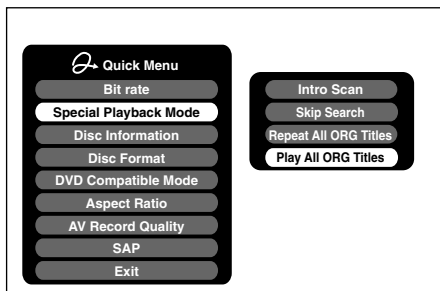 Quick Menu
Bit rate
Special Playback Mode
Disc Information
Disc Format
DVD Compatible Mode
Aspect Ratio
AV Record Quality
SAP
Exit
Intro Scan
Skip Search
Repeat All ORG Titles
Play All ORG Titles